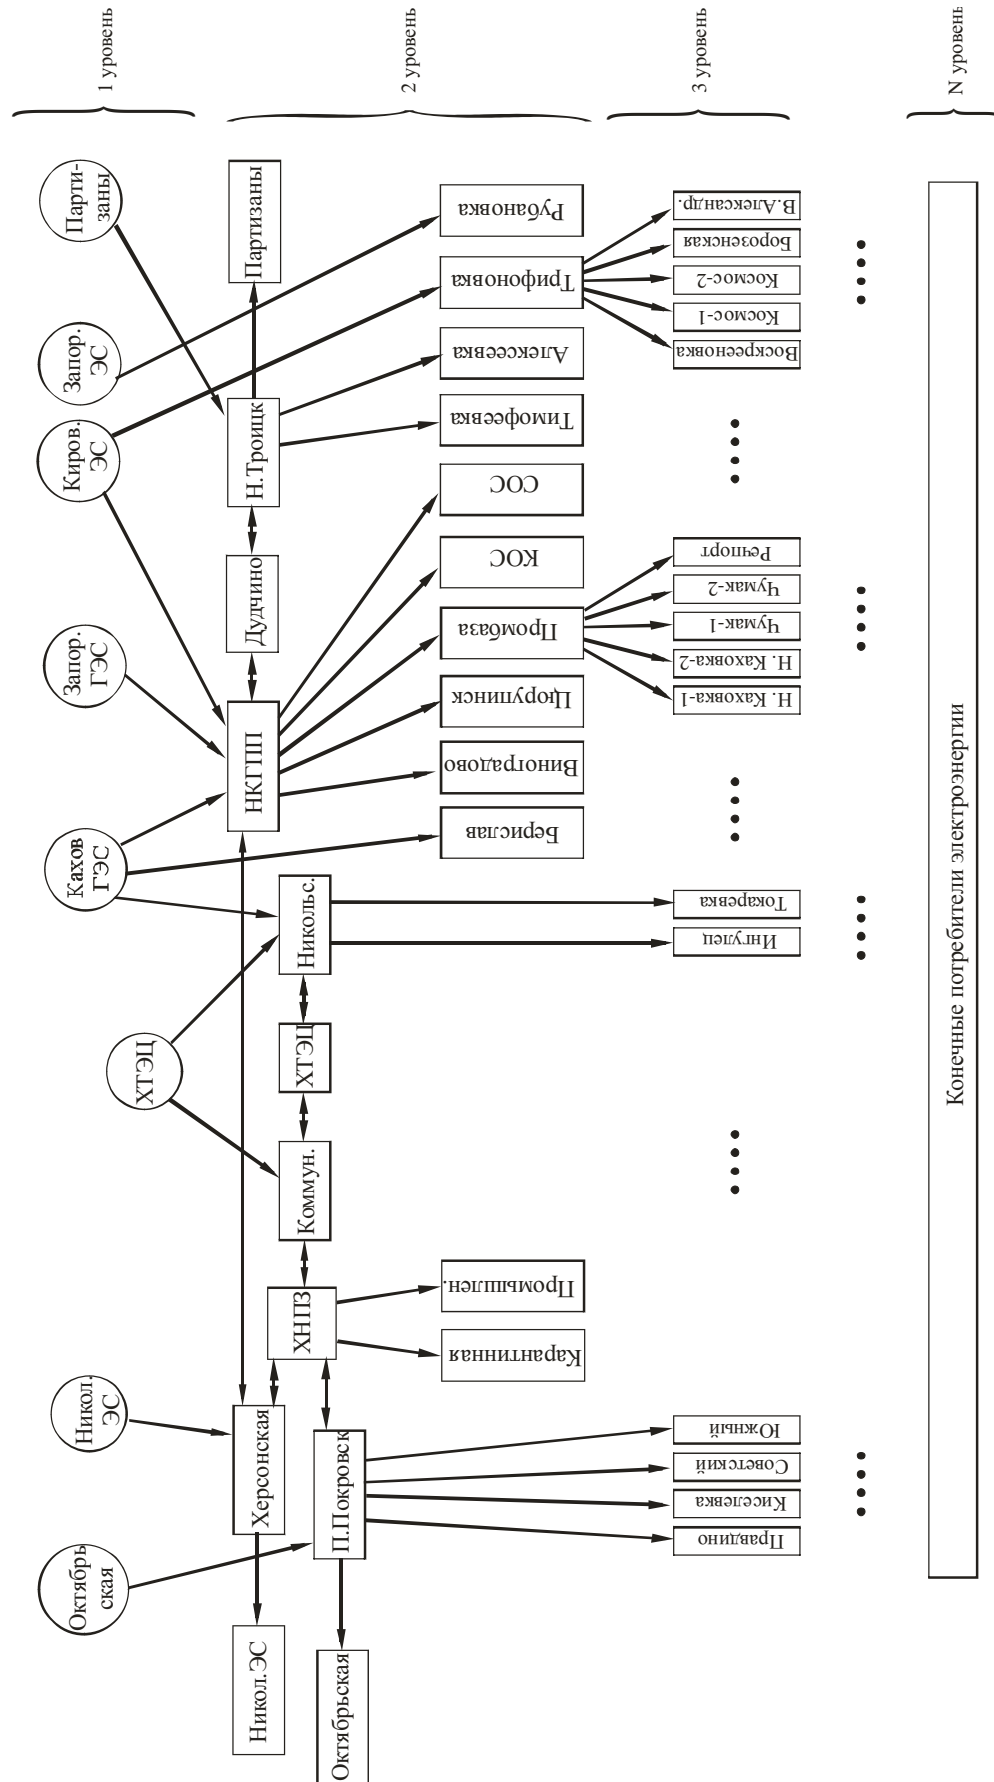 1 уровень
2 уровень
3 уровень
N уровень
Октябрь
ская
Никол.
ЭС
ХТЭЦ
Кахов
ГЭС
Запор.
ГЭС
Киров.
ЭС
Запор.
ЭС
Парти-
заны
Никол.ЭС
Октябрьская
Херсонская
П.Покровск
ХНПЗ
Коммун.
ХТЭЦ
Никольс.
НКГПП
Дудчино
Н.Троицк
Партизаны
Карантинная
Промышлен.
Берислав
Виноградово
Цюрупинск
Промбаза
КОС
СОС
Тимофеевка
Алексеевка
Трифоновка
Рубановка
Правдино
Киселевка
Советский
Южный
Ингулец
Токаревка
Н. Каховка-1
Н. Каховка-2
Чумак-1
Чумак-2
Речпорт
Воскресеновка
Космос-1
Космос-2
Борозенская
В.Александр.
Конечные потребители электроэнергии